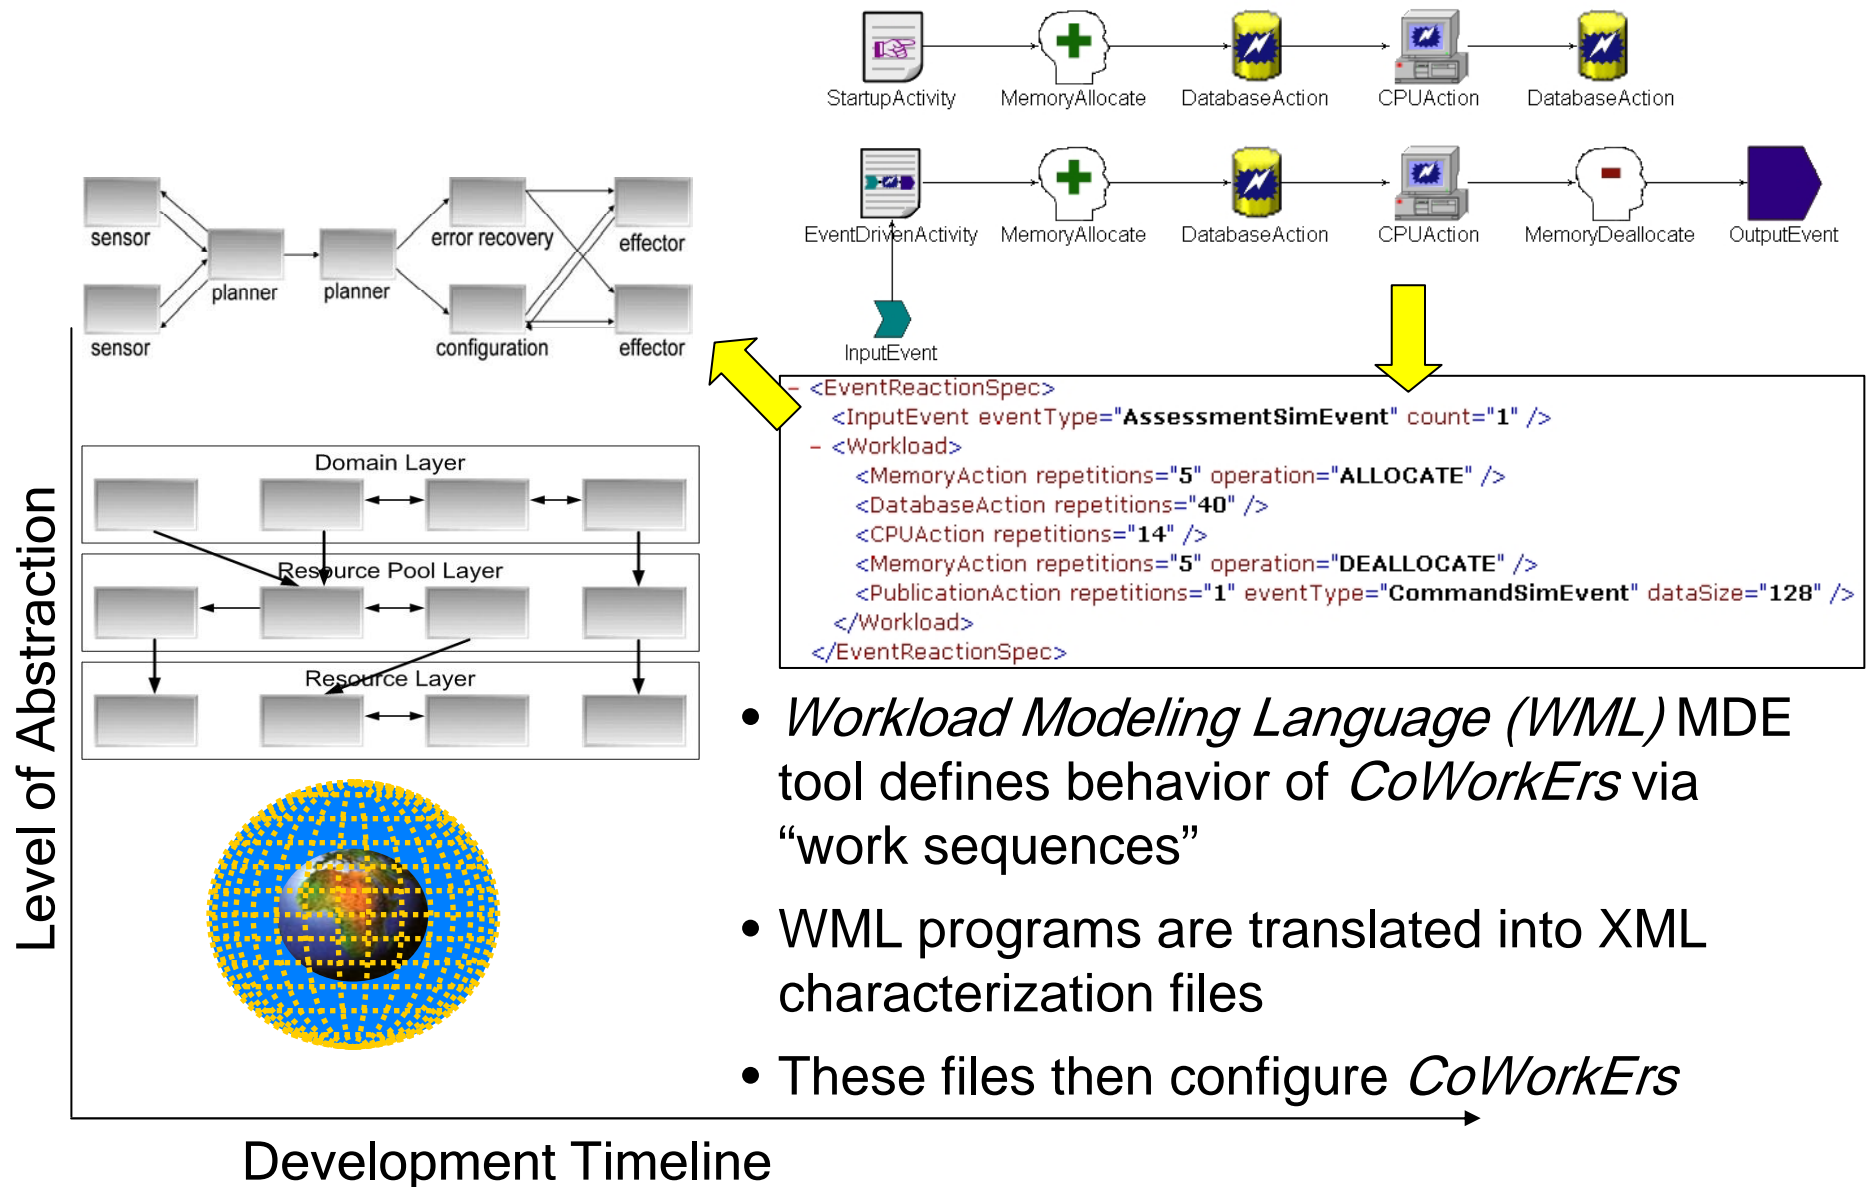 StartupActivity MemoryAllocate DatabaseAction CPUAction DatabaseAction
EventDrivenActivity MemoryAllocate DatabaseAction CPUAction MemoryDeallocate OutputEvent
InputEvent
sensor
planner
planner
error recovery
effector
sensor
configuration
effector
- <EventReactionSpec>
<InputEvent eventType="AssessmentSimEvent" count="1" />
- <Workload>
<MemoryAction repetitions="5" operation="ALLOCATE" />
<DatabaseAction repetitions="40" />
<CPUAction repetitions="14" />
<MemoryAction repetitions="5" operation="DEALLOCATE" />
<PublicationAction repetitions="1" eventType="CommandSimEvent" dataSize="128" />
</Workload>
</EventReactionSpec>
Domain Layer
Resource Pool Layer
Resource Layer
Level of Abstraction
• Workload Modeling Language (WML) MDE
tool defines behavior of CoWorkErs via
“work sequences”
• WML programs are translated into XML
characterization files
• These files then configure CoWorkErs
Development Timeline